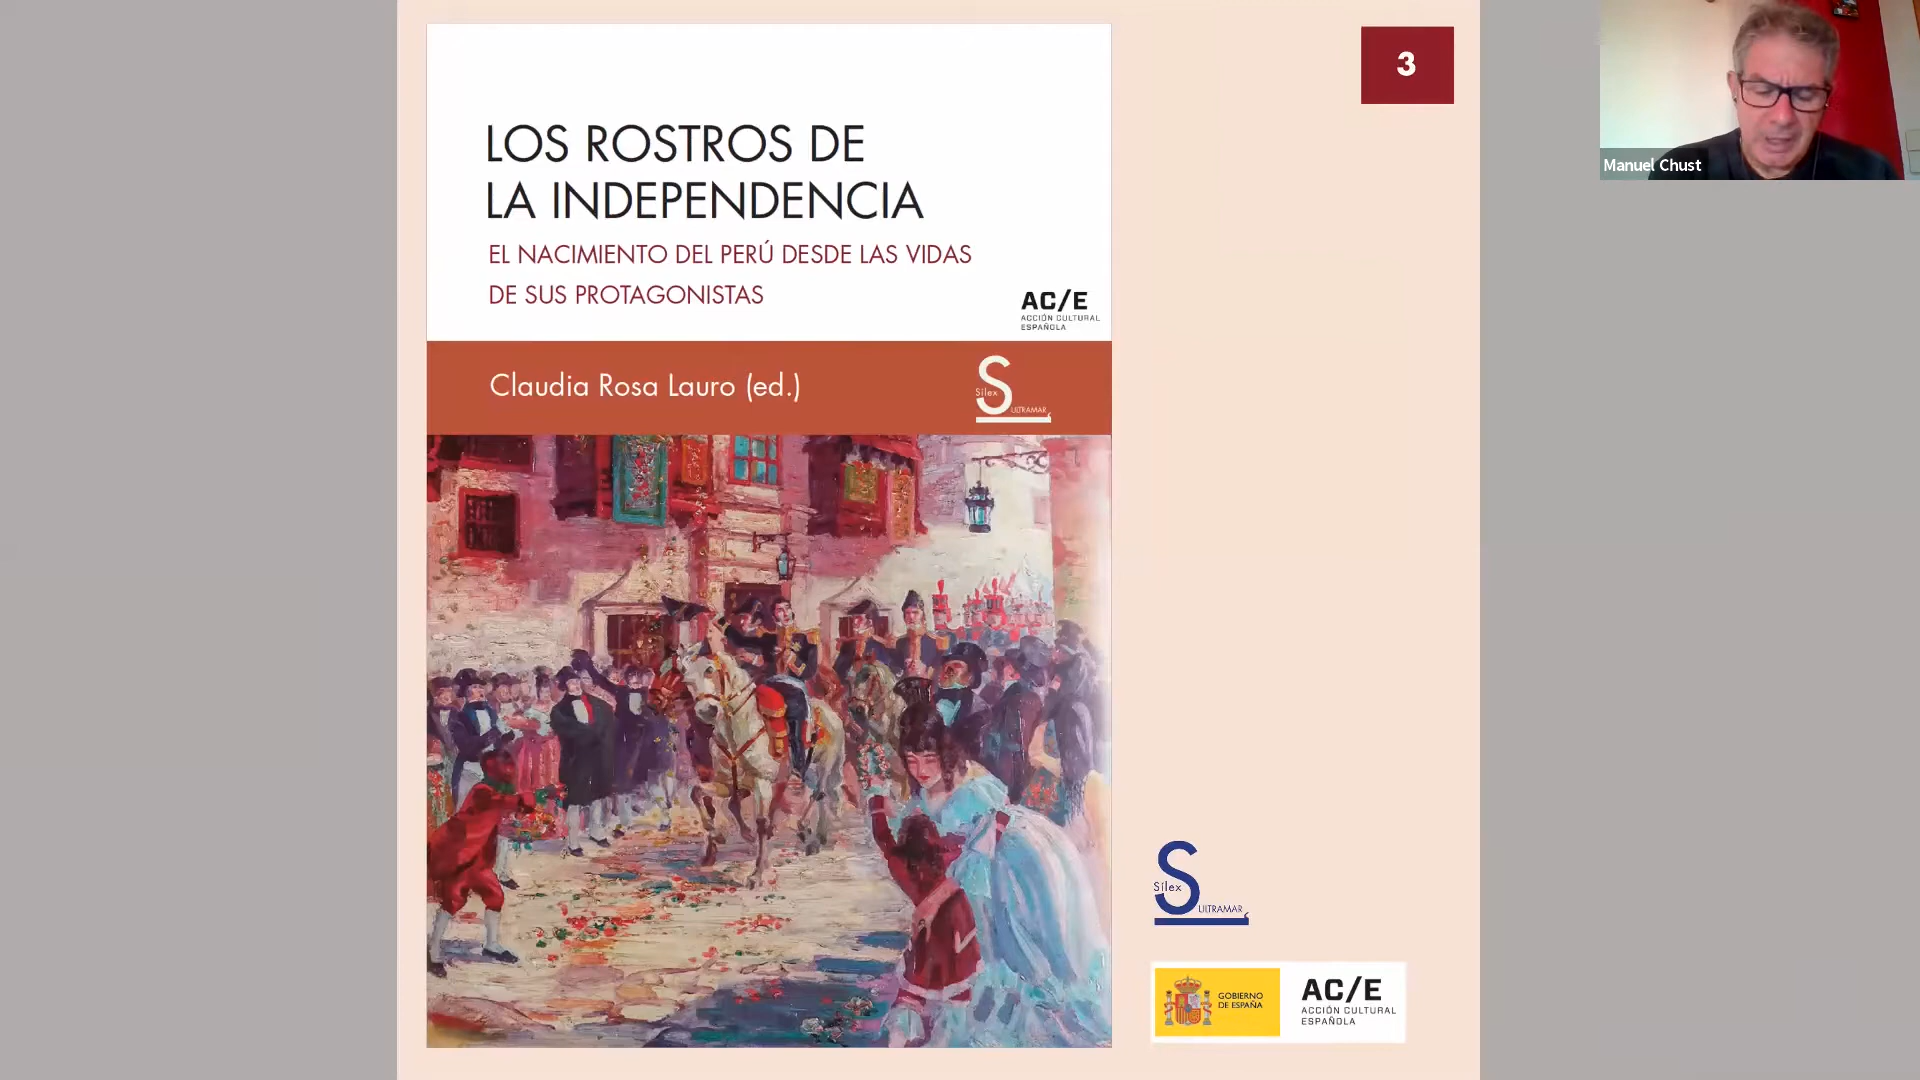 LOS ROSTROS DE
LA INDEPENDENCIA
EL NACIMIENTO DEL PERÚ DESDE LAS VIDAS
DE SUS PROTAGONISTAS
AC/E
ACCIÓN CULTURAL
ESPAÑOLA
Claudia Rosa Lauro (ed.)
S
Sílex
ULTRAMAR
3
Manuel Chust
S
Sílex
ULTRAMAR
GOBIERNO
DE ESPAÑA
AC/E
ACCIÓN CULTURAL
ESPAÑOLA